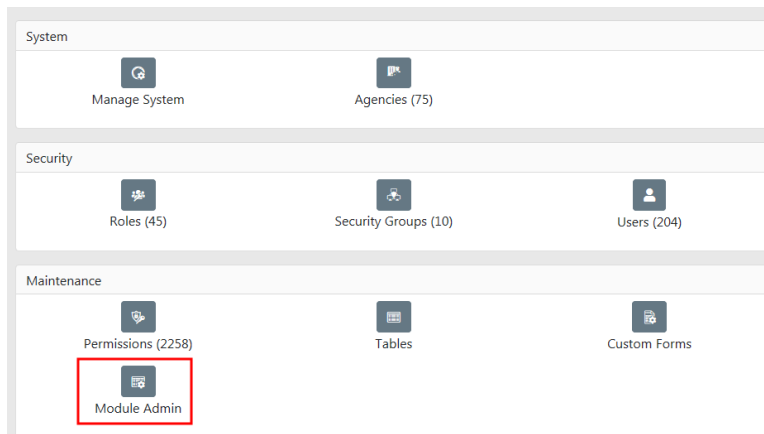 System
Manage System
Agencies (75)
Security
Roles (45)
Security Groups (10)
Users (204)
Maintenance
Permissions (2258)
Tables
Custom Forms
Module Admin